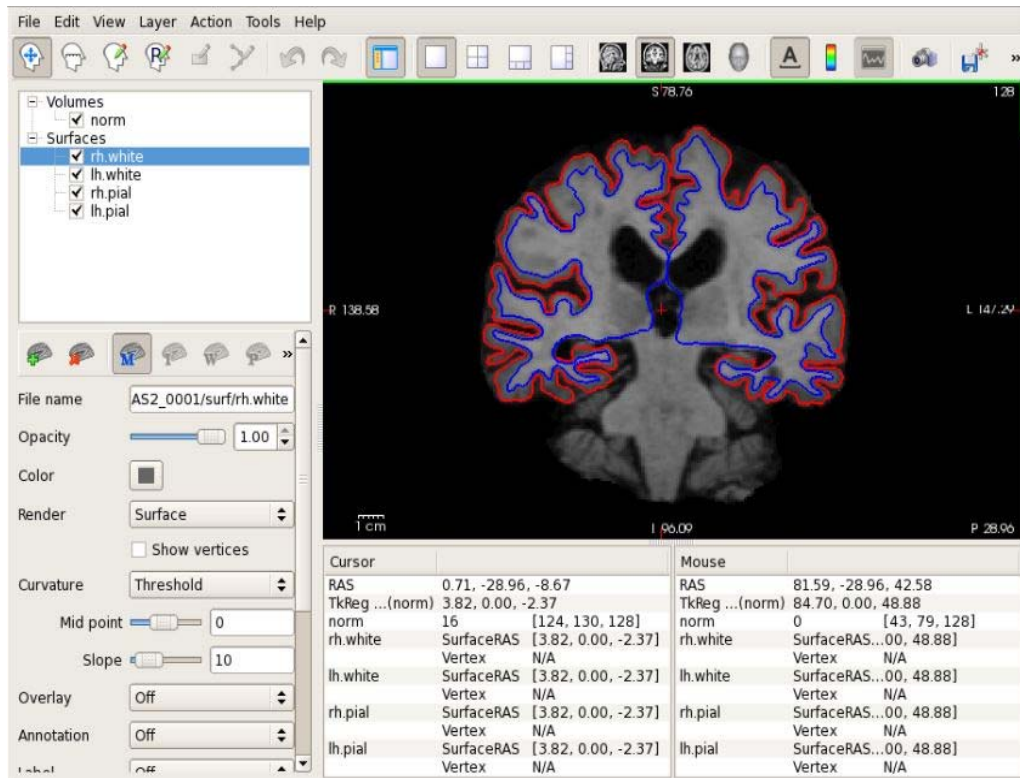 File Edit View Layer Action Tools Help
R
A
»
Volumes
norm
Surfaces
rh.white
lh.white
rh.pial
lh.pial
M
I
W
P
»
File name AS2_0001/surf/rh.white
Opacity 1.00
Color
Render Surface
Show vertices
Curvature Threshold
Mid point 0
Slope 10
Overlay Off
Annotation Off
Label Off
S 78.76 128
R 138.58 L 147.29
1 cm I 96.09 P 28.96
Cursor
RAS 0.71, -28.96, -8.67
TkReg ...(norm) 3.82, 0.00, -2.37
norm 16 [124, 130, 128]
rh.white SurfaceRAS [3.82, 0.00, -2.37]
Vertex N/A
lh.white SurfaceRAS [3.82, 0.00, -2.37]
Vertex N/A
rh.pial SurfaceRAS [3.82, 0.00, -2.37]
Vertex N/A
lh.pial SurfaceRAS [3.82, 0.00, -2.37]
Vertex N/A
Mouse
RAS 81.59, -28.96, 42.58
TkReg ...(norm) 84.70, 0.00, 48.88
norm 0 [43, 79, 128]
rh.white SurfaceRAS...00, 48.88]
Vertex N/A
lh.white SurfaceRAS...00, 48.88]
Vertex N/A
rh.pial SurfaceRAS...00, 48.88]
Vertex N/A
lh.pial SurfaceRAS...00, 48.88]
Vertex N/A